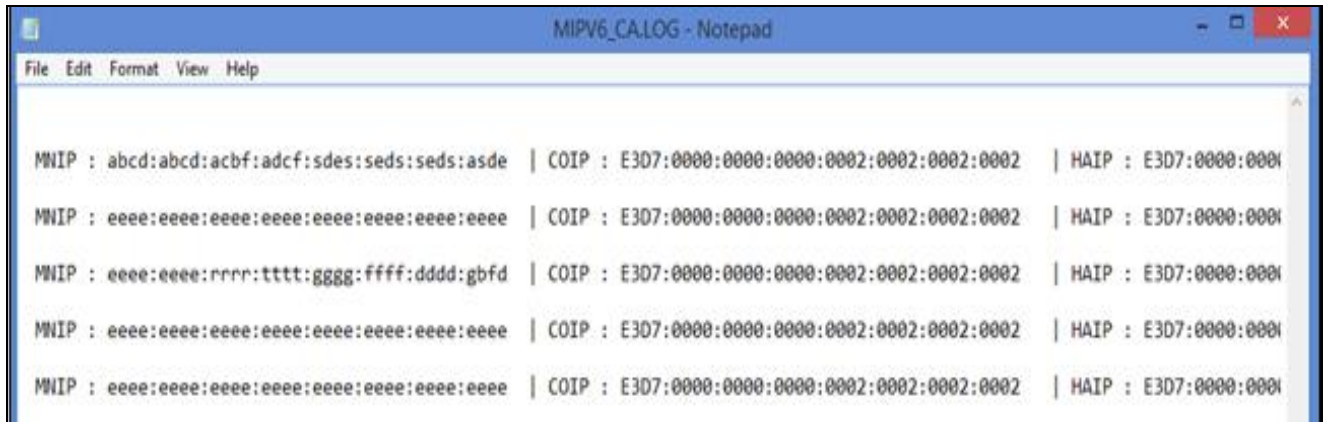 MIPV6_CA.LOG - Notepad
File Edit Format View Help
MNIP : abcd:abcd:acbf:adcf:sdes:seds:seds:asde | COIP : E3D7:0000:0000:0000:0002:0002:0002:0002 | HAIP : E3D7:0000:000
MNIP : eeee:eeee:eeee:eeee:eeee:eeee:eeee:eeee | COIP : E3D7:0000:0000:0000:0002:0002:0002:0002 | HAIP : E3D7:0000:000
MNIP : eeee:eeee:rrrr:tttt:gggg:ffff:dddd:gbfd | COIP : E3D7:0000:0000:0000:0002:0002:0002:0002 | HAIP : E3D7:0000:000
MNIP : eeee:eeee:eeee:eeee:eeee:eeee:eeee:eeee | COIP : E3D7:0000:0000:0000:0002:0002:0002:0002 | HAIP : E3D7:0000:000
MNIP : eeee:eeee:eeee:eeee:eeee:eeee:eeee:eeee | COIP : E3D7:0000:0000:0000:0002:0002:0002:0002 | HAIP : E3D7:0000:000